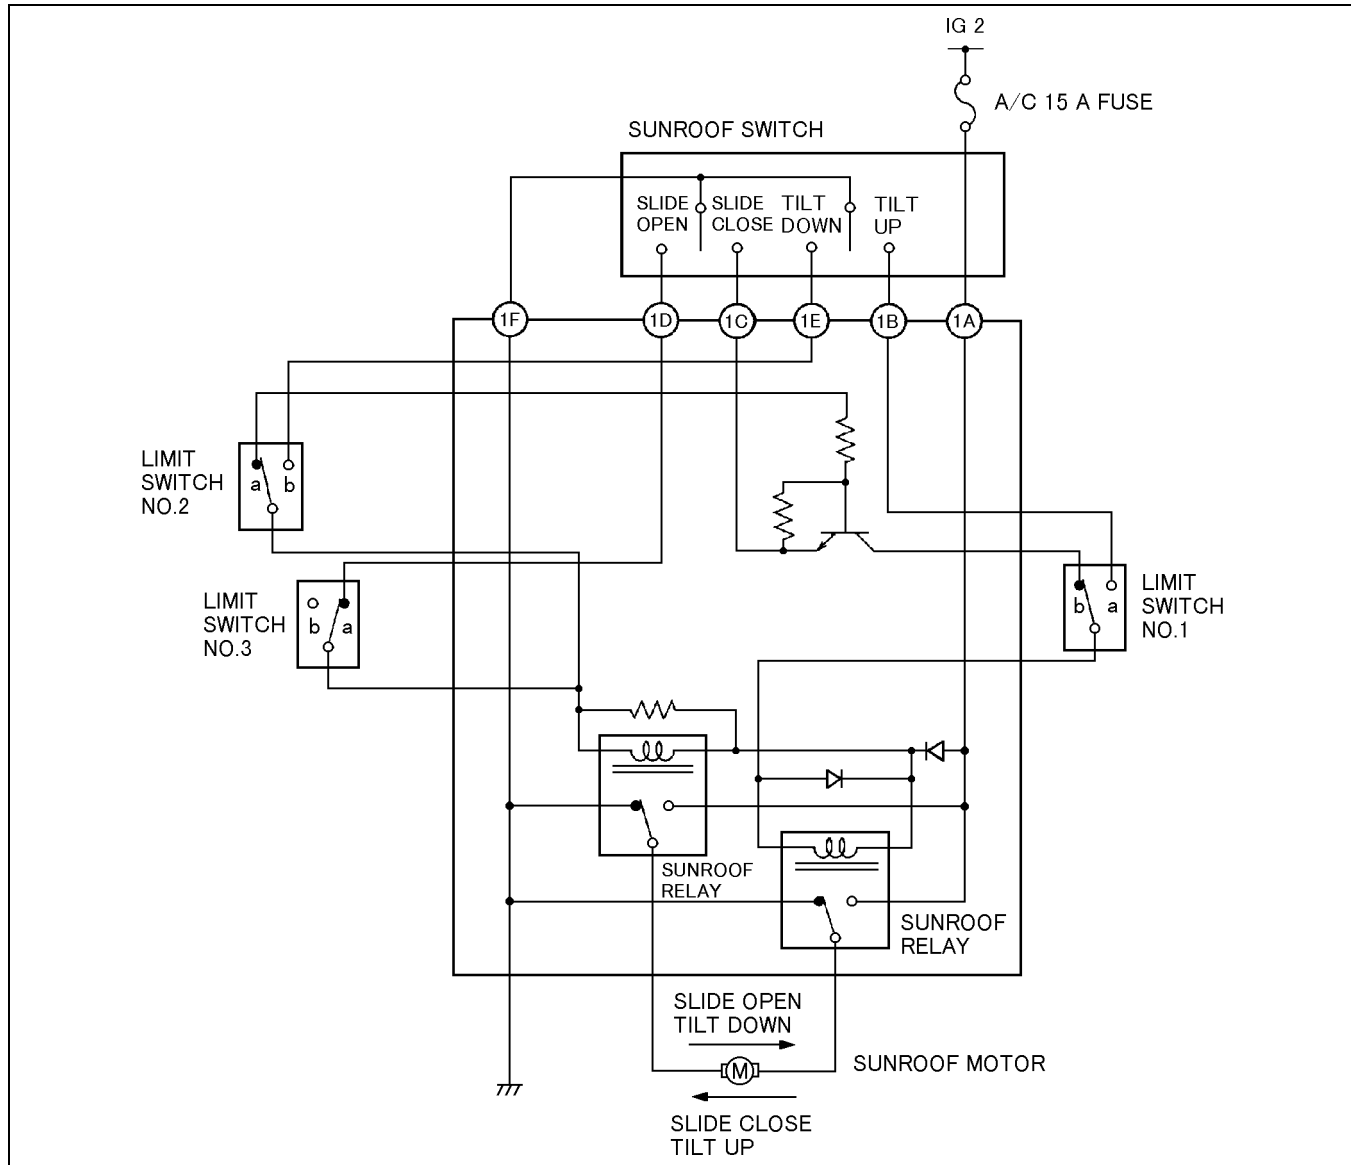 IG 2
A/C 15 A FUSE
SUNROOF SWITCH
SLIDE
OPEN
SLIDE
CLOSE
TILT
DOWN
TILT
UP
1F
1D
1C
1E
1B
1A
LIMIT
SWITCH
NO.2
a
b
LIMIT
SWITCH
NO.3
b
a
b
a
LIMIT
SWITCH
NO.1
SUNROOF
RELAY
SUNROOF
RELAY
SLIDE OPEN
TILT DOWN
M
SUNROOF MOTOR
SLIDE CLOSE
TILT UP